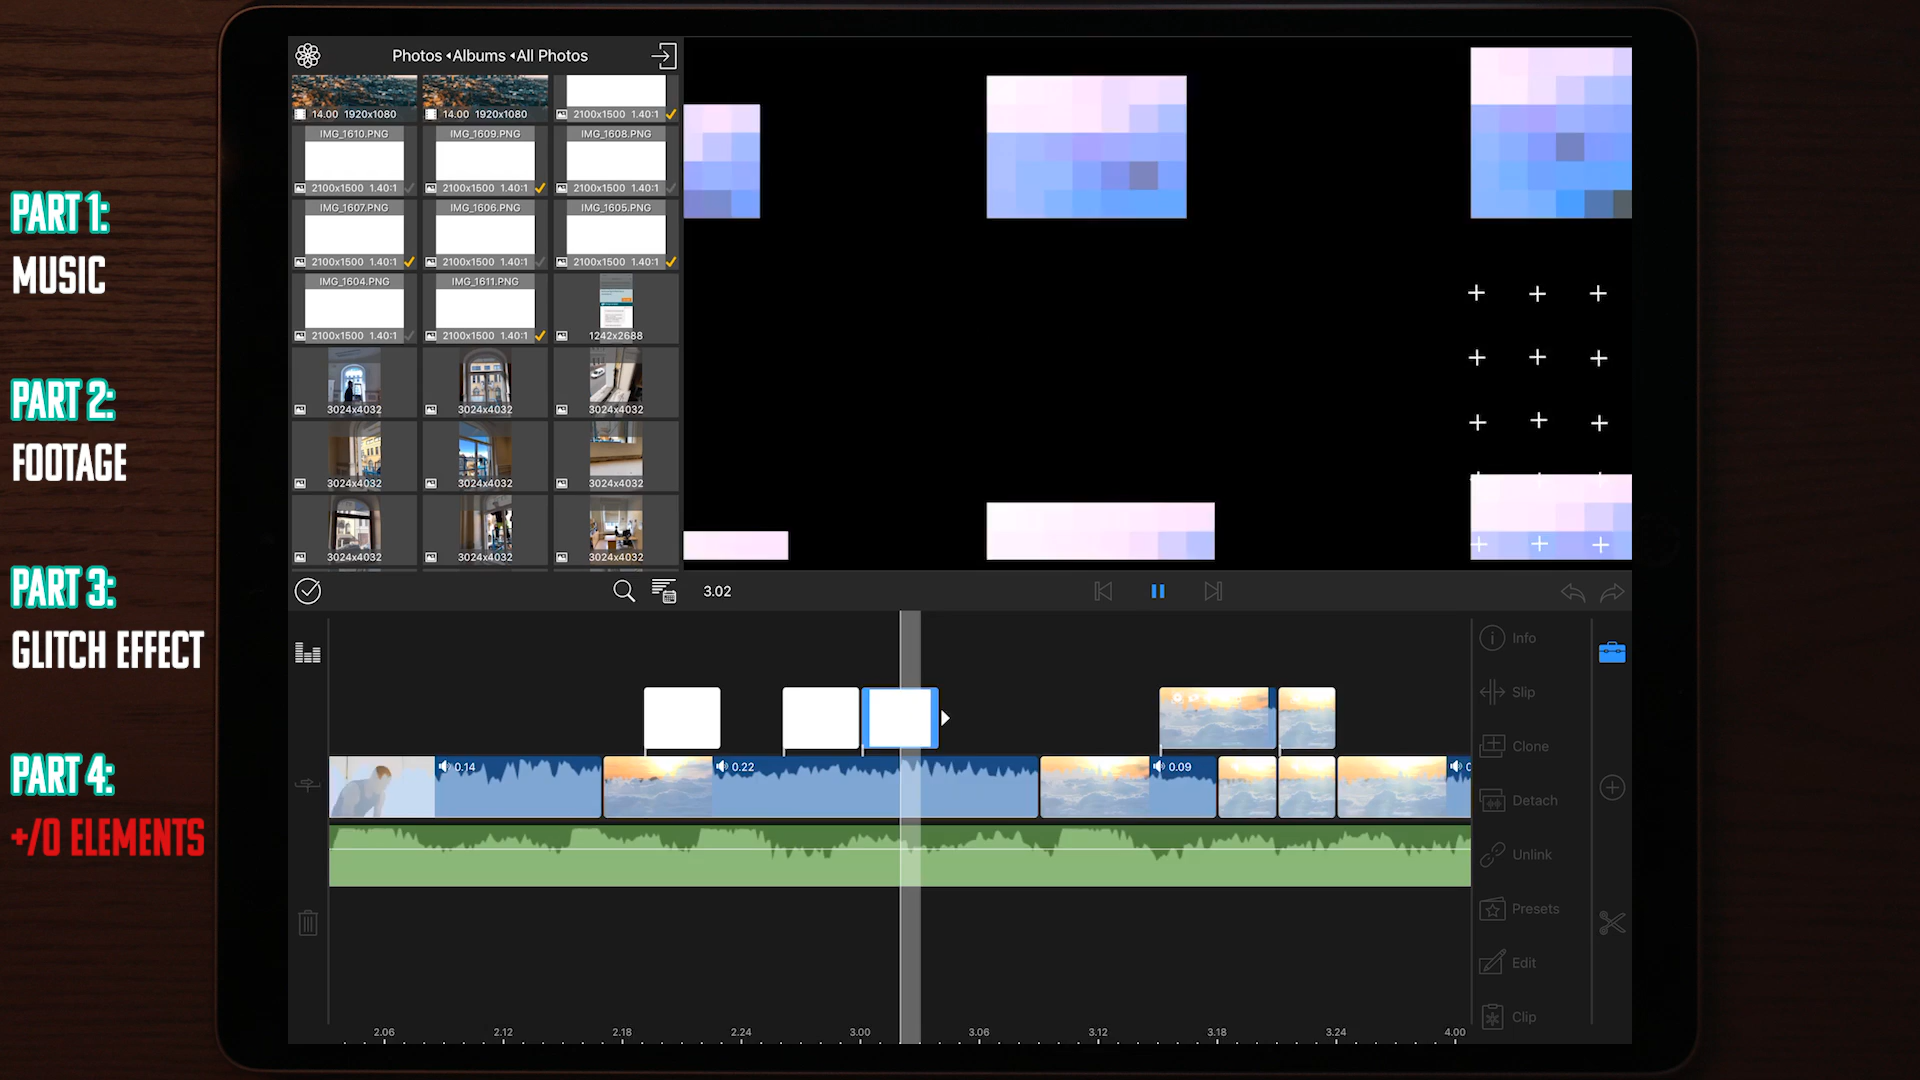 PART 1:
MUSIC
PART 2:
FOOTAGE
PART 3:
GLITCH EFFECT
PART 4:
+/O ELEMENTS
Photos Albums All Photos
14.00 1920x1080
14.00 1920x1080
2100x1500 1.40:1
IMG_1610.PNG
IMG_1609.PNG
IMG_1608.PNG
2100x1500 1.40:1
2100x1500 1.40:1
2100x1500 1.40:1
IMG_1607.PNG
IMG_1606.PNG
IMG_1605.PNG
2100x1500 1.40:1
2100x1500 1.40:1
2100x1500 1.40:1
IMG_1604.PNG
IMG_1611.PNG
2100x1500 1.40:1
2100x1500 1.40:1
1242x2688
3024x4032
3024x4032
3024x4032
3024x4032
3024x4032
3024x4032
3024x4032
3024x4032
3024x4032
3.02
0.14
0.22
0.09
Info
Slip
Clone
Detach
Unlink
Presets
Edit
Clip
2.06
2.12
2.18
2.24
3.00
3.06
3.12
3.18
3.24
4.00